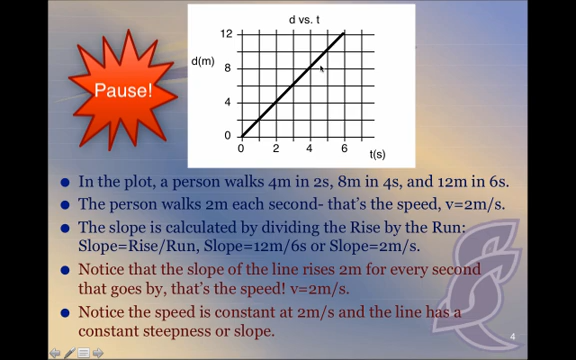 d vs. t
12
d(m)
8
Pause!
4
0
0 2 4 6
t(s)
In the plot, a person walks 4m in 2s, 8m in 4s, and 12m in 6s.
The person walks 2m each second- that's the speed, v=2m/s.
The slope is calculated by dividing the Rise by the Run;
Slope=Rise/Run, Slope=12m/6s or Slope=2m/s.
Notice that the slope of the line rises 2m for every second
that goes by, that's the speed! v=2m/s.
Notice the speed is constant at 2m/s and the line has a
constant steepness or slope.
4